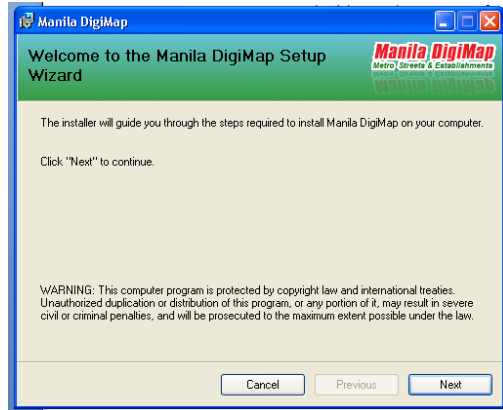 Manila DigiMap
Welcome to the Manila DigiMap Setup
Wizard
Manila DigiMap
Metro Streets & Establishments
The installer will guide you through the steps required to install Manila DigiMap on your computer.
Click "Next" to continue.
WARNING: This computer program is protected by copyright law and international treaties.
Unauthorized duplication or distribution of this program, or any portion of it, may result in severe
civil or criminal penalties, and will be prosecuted to the maximum extent possible under the law.
Cancel Previous Next